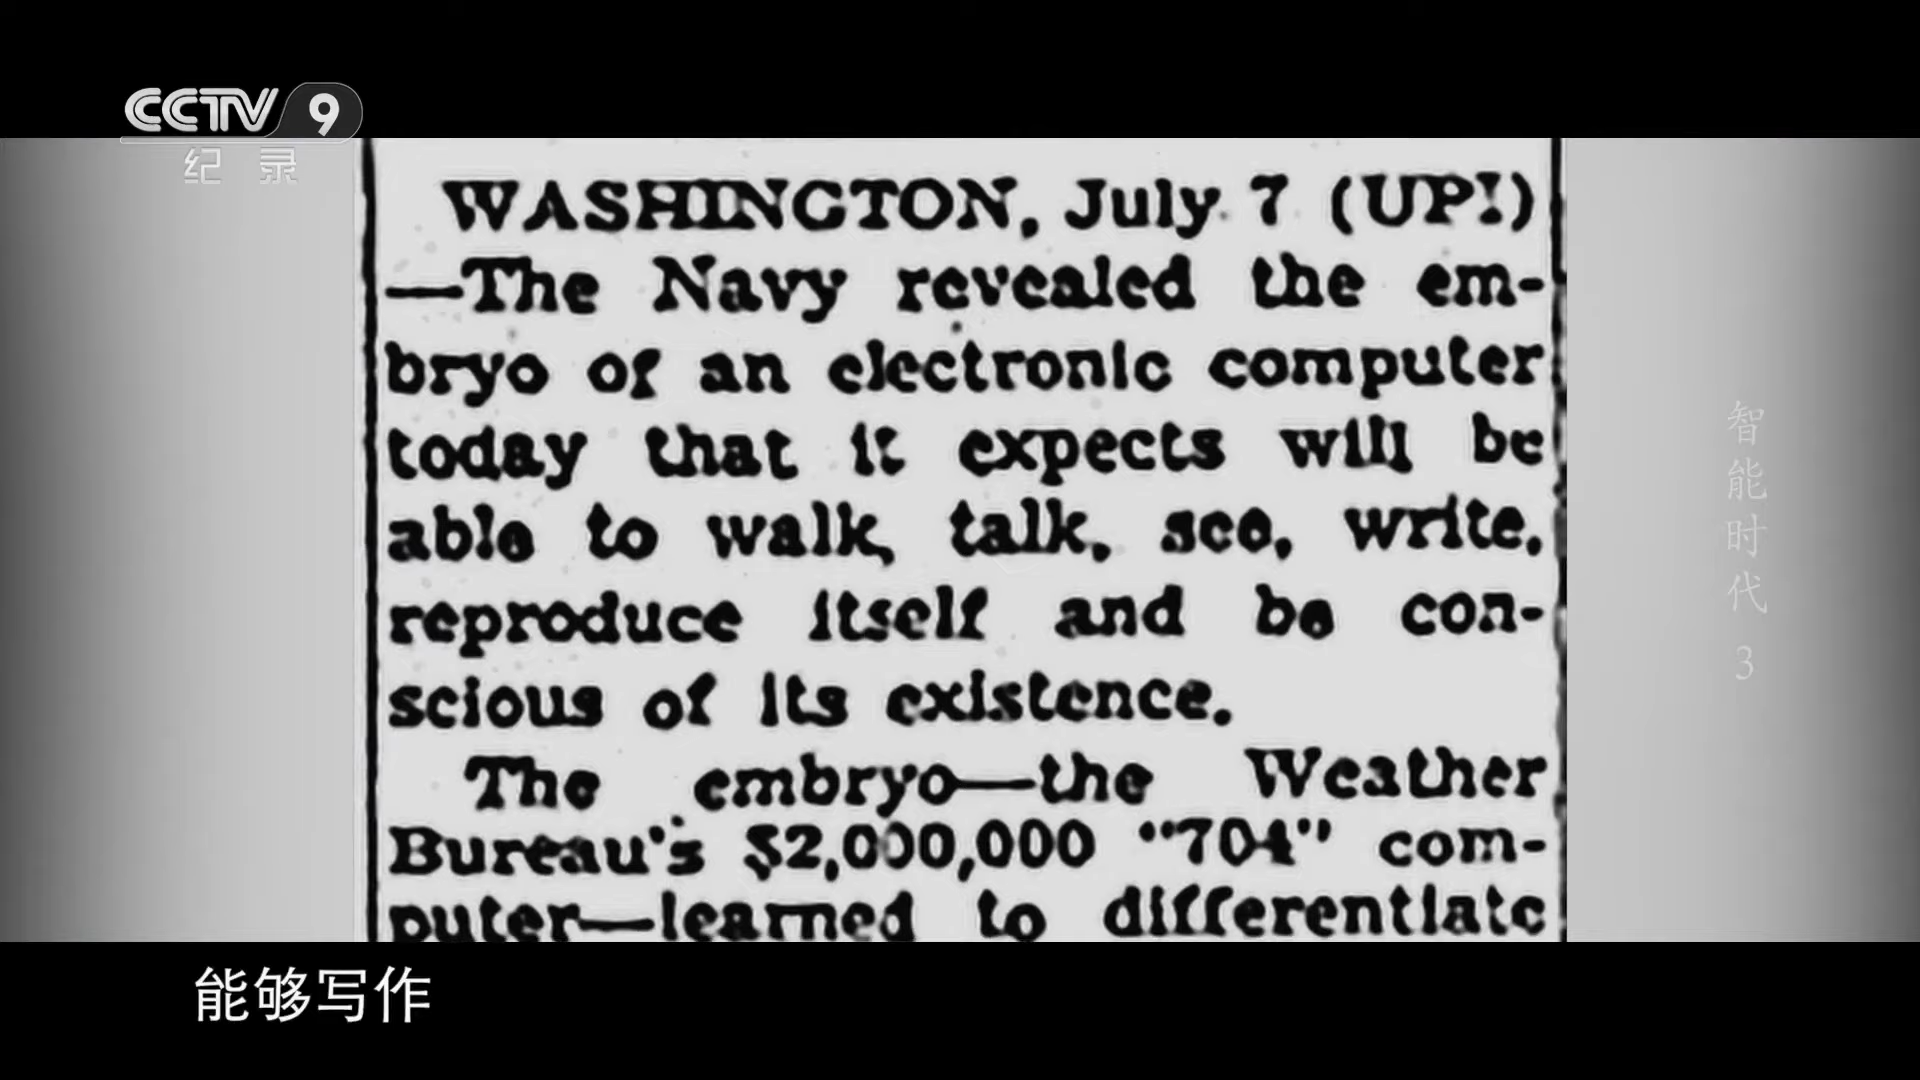 CCTV 9
纪录
WASHINGTON, July 7 (UPI)
—The Navy revealed the em-
bryo of an electronic computer
today that it expects will be
able to walk, talk, see, write,
reproduce itself and be con-
scious of its existence.
The embryo—the Weather
Bureau's $2,000,000 "704" com-
puter—learned to differentiate
智能时代 3
能够写作